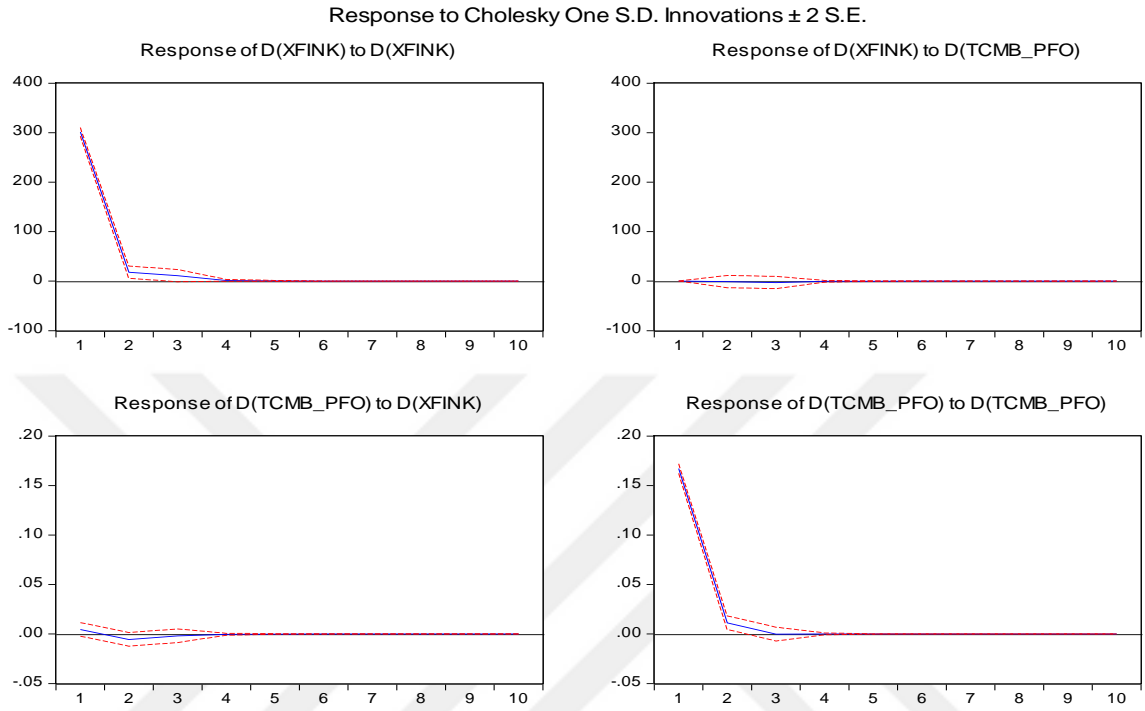 Response to Cholesky One S.D. Innovations ± 2 S.E.
Response of D(XFINK) to D(XFINK)
400
300
200
100
0
-100
1 2 3 4 5 6 7 8 9 10
Response of D(XFINK) to D(TCMB_PFO)
400
300
200
100
0
-100
1 2 3 4 5 6 7 8 9 10
Response of D(TCMB_PFO) to D(XFINK)
.20
.15
.10
.05
.00
-.05
1 2 3 4 5 6 7 8 9 10
Response of D(TCMB_PFO) to D(TCMB_PFO)
.20
.15
.10
.05
.00
-.05
1 2 3 4 5 6 7 8 9 10